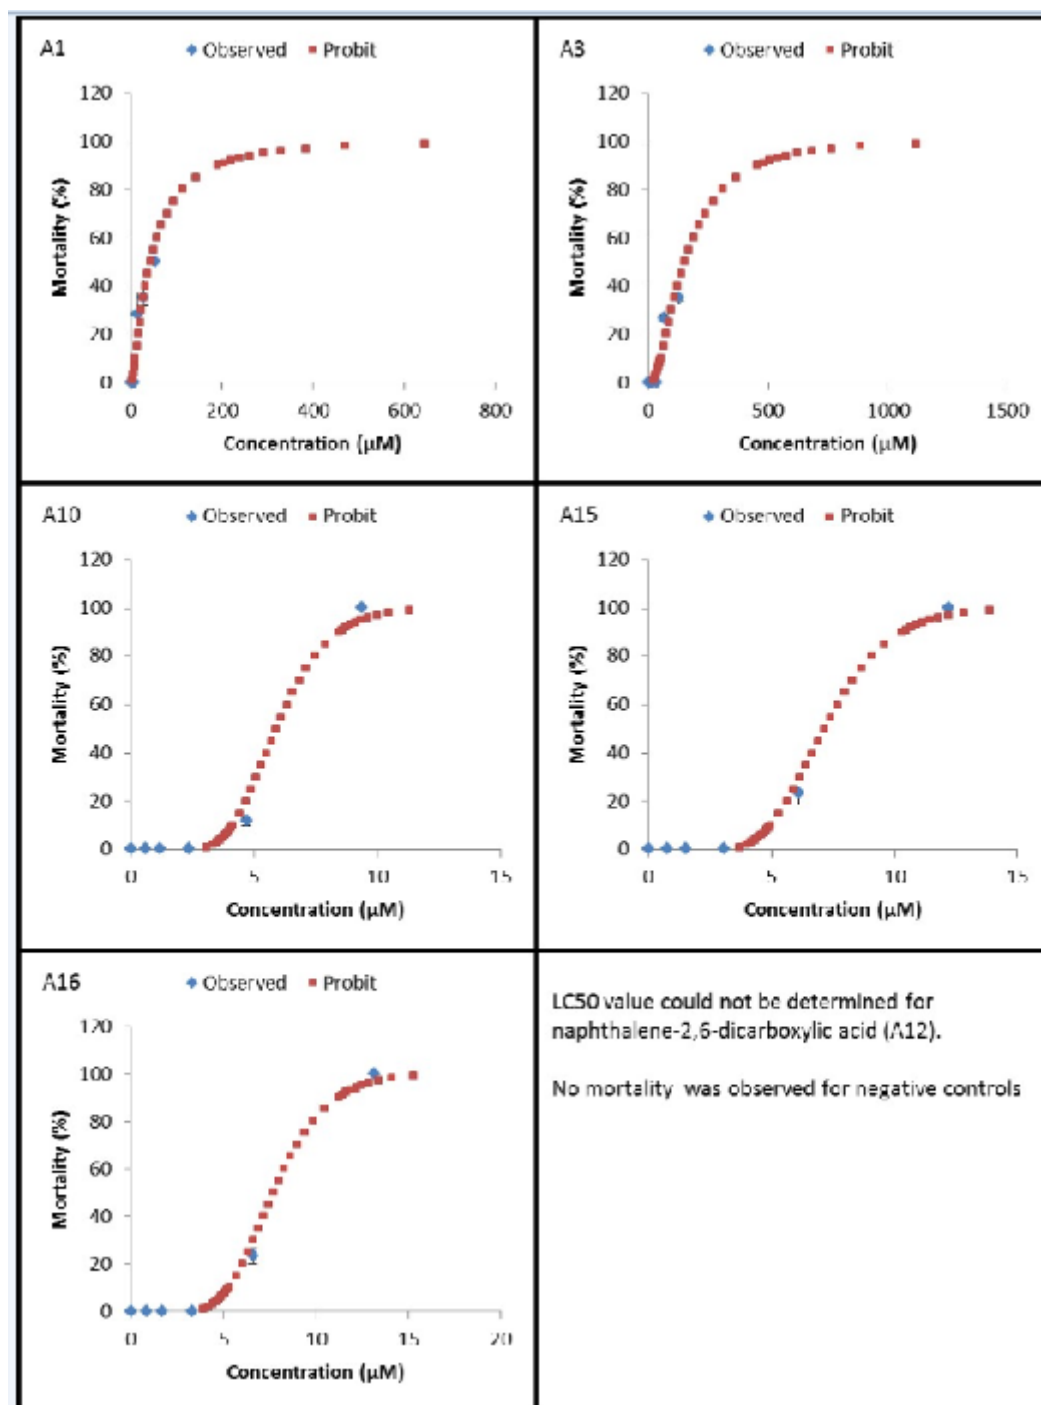 A1
Observed Probit
120
100
80
60
40
20
0
Mortality (%)
0 200 400 600 800
Concentration (µM)
A3
Observed Probit
120
100
80
60
40
20
0
Mortality (%)
0 500 1000 1500
Concentration (µM)
A10
Observed Probit
120
100
80
60
40
20
0
Mortality (%)
0 5 10 15
Concentration (µM)
A15
Observed Probit
120
100
80
60
40
20
0
Mortality (%)
0 5 10 15
Concentration (µM)
A16
Observed Probit
120
100
80
60
40
20
0
Mortality (%)
0 5 10 15 20
Concentration (µM)
LC50 value could not be determined for
naphthalene-2,6-dicarboxylic acid (A12).
No mortality was observed for negative controls